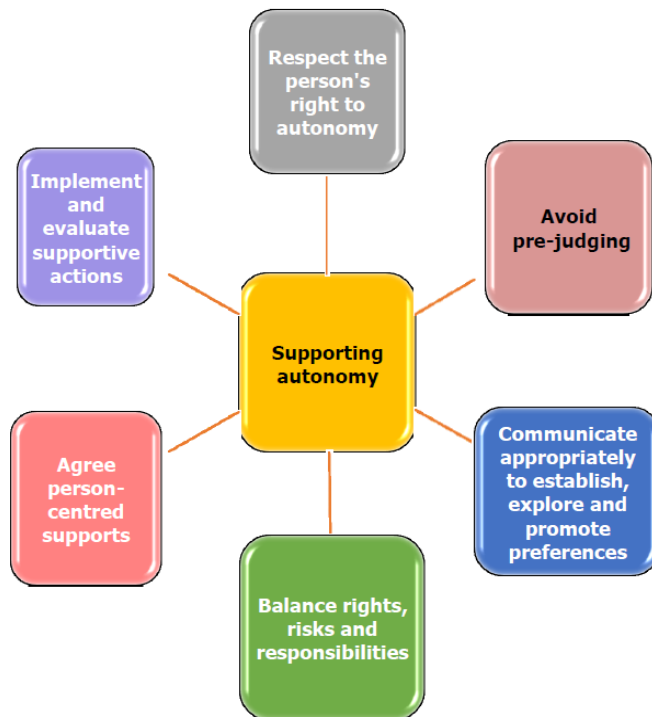 Respect the
person's
right to
autonomy
Avoid
pre-judging
Communicate
appropriately
to establish,
explore and
promote
preferences
Balance rights,
risks and
responsibilities
Agree
person-
centred
supports
Implement
and
evaluate
supportive
actions
Supporting
autonomy